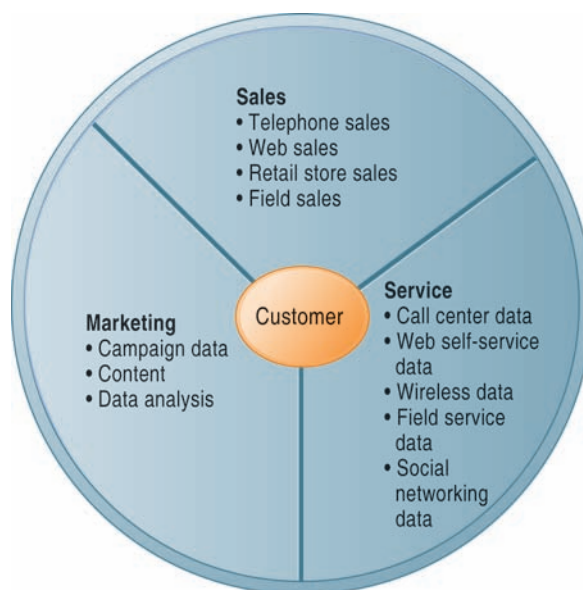 Sales
• Telephone sales
• Web sales
• Retail store sales
• Field sales
Customer
Marketing
• Campaign data
• Content
• Data analysis
Service
• Call center data
• Web self-service
data
• Wireless data
• Field service
data
• Social
networking
data